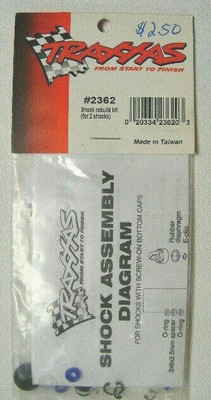 $2.50
TRAXXAS
FROM START TO FINISH
#2362
Shock rebuild kit
(for 2 shocks)
0 20334 23620 3
Made in Taiwan
TRAXXAS
SHOCK ASSEMBLY
DIAGRAM
FOR SHOCKS WITH SCREW-ON BOTTOM CAPS
Rubber
diaphragm
E-clip
O-ring
3x6x2.5mm spacer
O-ring